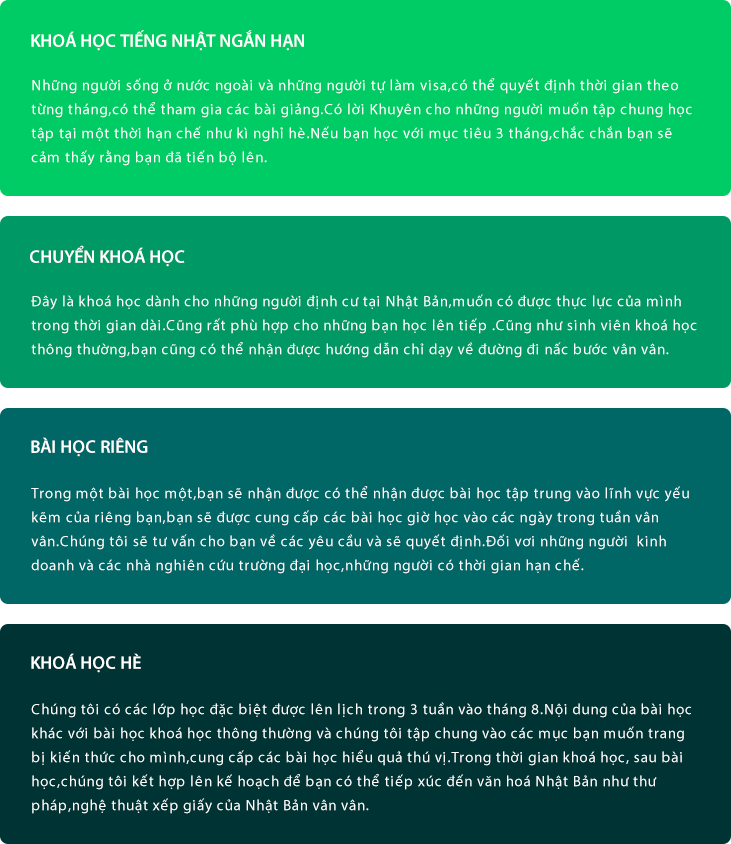 KHOÁ HỌC TIẾNG NHẬT NGẮN HẠN
Những người sống ở nước ngoài và những người tự làm visa,có thể quyết định thời gian theo
từng tháng,có thể tham gia các bài giảng.Có lời Khuyên cho những người muốn tập chung học
tập tại một thời hạn chế như kì nghỉ hè.Nếu bạn học với mục tiêu 3 tháng,chắc chắn bạn sẽ
cảm thấy rằng bạn đã tiến bộ lên.
CHUYỂN KHOÁ HỌC
Đây là khoá học dành cho những người định cư tại Nhật Bản,muốn có được thực lực của mình
trong thời gian dài.Cũng rất phù hợp cho những bạn học lên tiếp .Cũng như sinh viên khoá học
thông thường,bạn cũng có thể nhận được hướng dẫn chỉ dạy về đường đi nấc bước vân vân.
BÀI HỌC RIÊNG
Trong một bài học một,bạn sẽ nhận được có thể nhận được bài học tập trung vào lĩnh vực yếu
kẽm của riêng bạn,bạn sẽ được cung cấp các bài học giờ học vào các ngày trong tuần vân
vân.Chúng tôi sẽ tư vấn cho bạn về các yêu cầu và sẽ quyết định.Đối vơi những người  kinh
doanh và các nhà nghiên cứu trường đại học,những người có thời gian hạn chế.
KHOÁ HỌC HÈ
Chúng tôi có các lớp học đặc biệt được lên lịch trong 3 tuần vào tháng 8.Nội dung của bài học
khác với bài học khoá học thông thường và chúng tôi tập chung vào các mục bạn muốn trang
bị kiến thức cho mình,cung cấp các bài học hiểu quả thú vị.Trong thời gian khoá học, sau bài
học,chúng tôi kết hợp lên kế hoạch để bạn có thể tiếp xúc đến văn hoá Nhật Bản như thư
pháp,nghệ thuật xếp giấy của Nhật Bản vân vân.